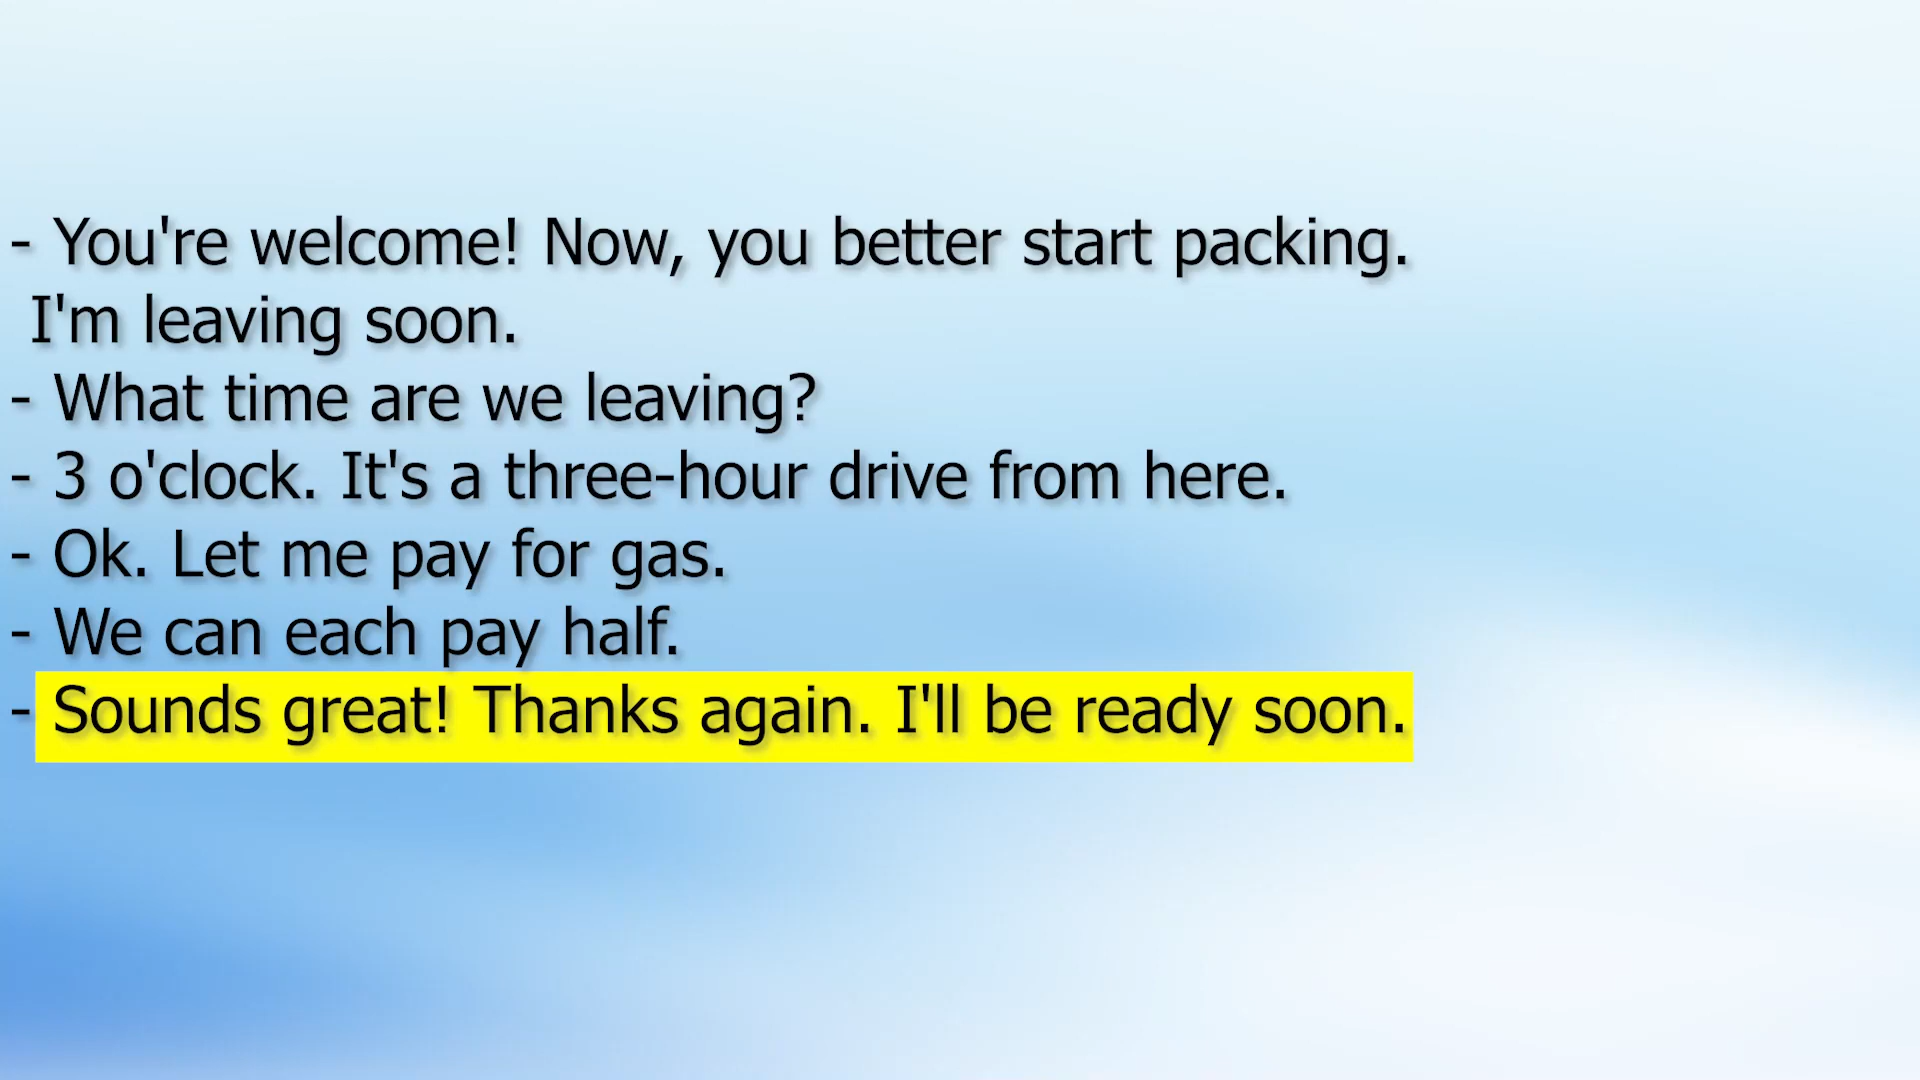 - You're welcome! Now, you better start packing.
I'm leaving soon.
- What time are we leaving?
- 3 o'clock. It's a three-hour drive from here.
- Ok. Let me pay for gas.
- We can each pay half.
- Sounds great! Thanks again. I'll be ready soon.